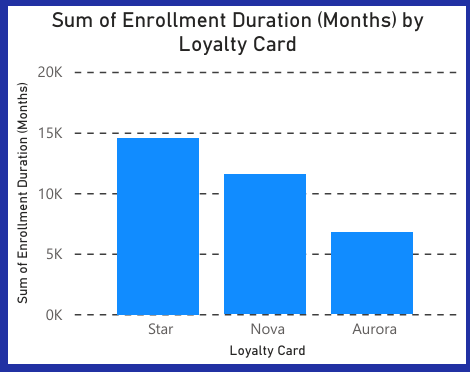 Sum of Enrollment Duration (Months) by
Loyalty Card
Sum of Enrollment Duration (Months)
20K
15K
10K
5K
0K
Star Nova Aurora
Loyalty Card